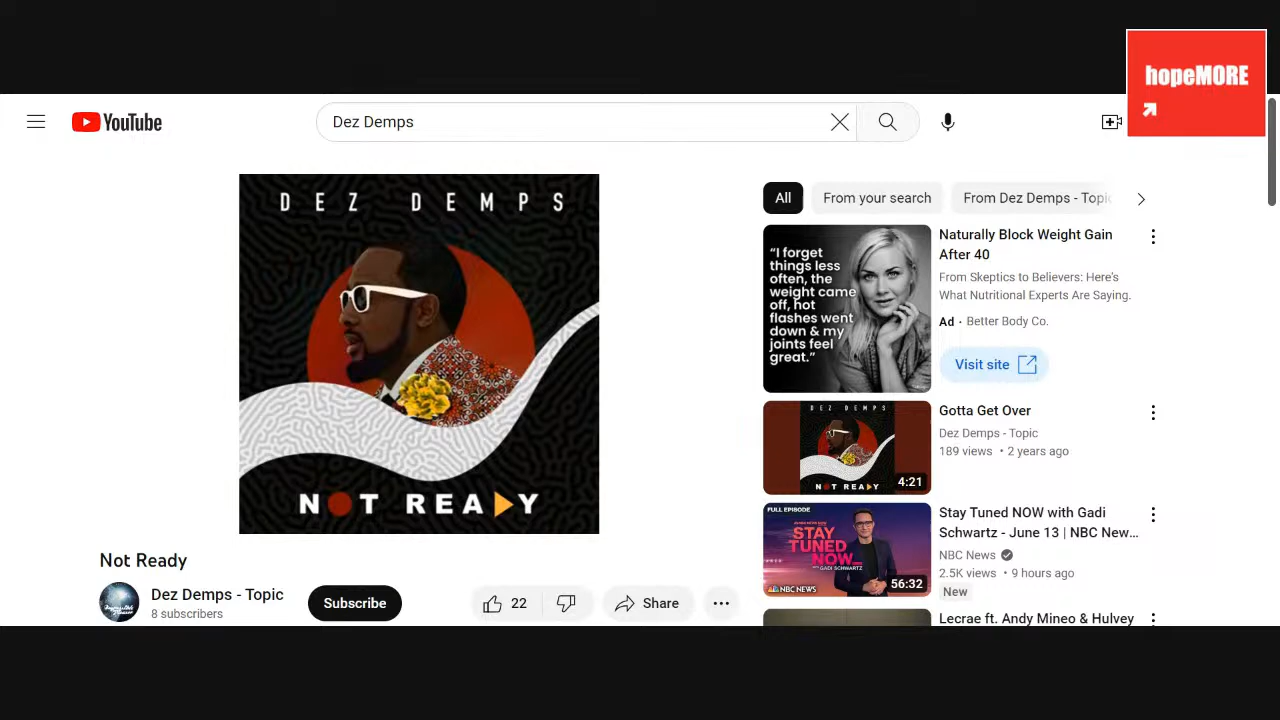 hopeMORE
YouTube
Dez Demps
DEZ DEMPS
NOT READY
Not Ready
Dez Demps - Topic
8 subscribers
Subscribe
22
Share
All
From your search
From Dez Demps - Topic
"I forget
things less
often, the
weight came
off, hot
flashes went
down & my
joints feel
great."
Naturally Block Weight Gain
After 40
From Skeptics to Believers: Here's
What Nutritional Experts Are Saying.
Ad · Better Body Co.
Visit site
DEZ DEMPS
NOT READY
4:21
Gotta Get Over
Dez Demps - Topic
189 views • 2 years ago
FULL EPISODE
STAY
TUNED
NOW
GADI SCHWARTZ
NBC NEWS
56:32
Stay Tuned NOW with Gadi
Schwartz - June 13 | NBC New...
NBC News
2.5K views • 9 hours ago
New
Lecrae ft. Andy Mineo & Hulvey